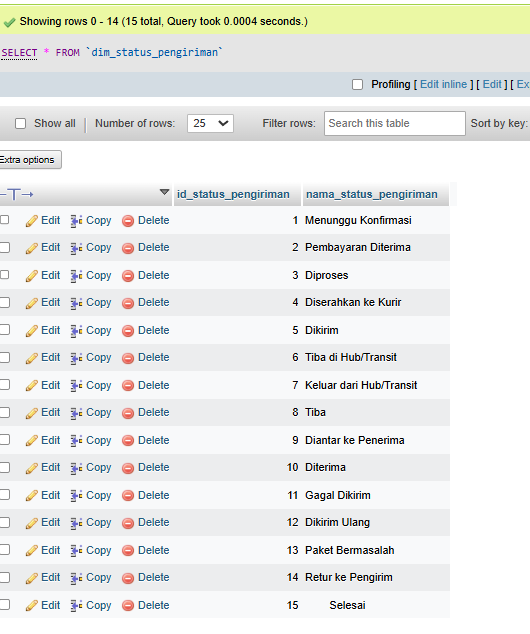 Showing rows 0 - 14 (15 total, Query took 0.0004 seconds.)
SELECT * FROM `dim_status_pengiriman`
Profiling [ Edit inline ] [ Edit ] [ Ex
Show all Number of rows: 25 Filter rows: Search this table Sort by key:
Extra options
id_status_pengiriman nama_status_pengiriman
Edit Copy Delete 1 Menunggu Konfirmasi
Edit Copy Delete 2 Pembayaran Diterima
Edit Copy Delete 3 Diproses
Edit Copy Delete 4 Diserahkan ke Kurir
Edit Copy Delete 5 Dikirim
Edit Copy Delete 6 Tiba di Hub/Transit
Edit Copy Delete 7 Keluar dari Hub/Transit
Edit Copy Delete 8 Tiba
Edit Copy Delete 9 Diantar ke Penerima
Edit Copy Delete 10 Diterima
Edit Copy Delete 11 Gagal Dikirim
Edit Copy Delete 12 Dikirim Ulang
Edit Copy Delete 13 Paket Bermasalah
Edit Copy Delete 14 Retur ke Pengirim
Edit Copy Delete 15 Selesai